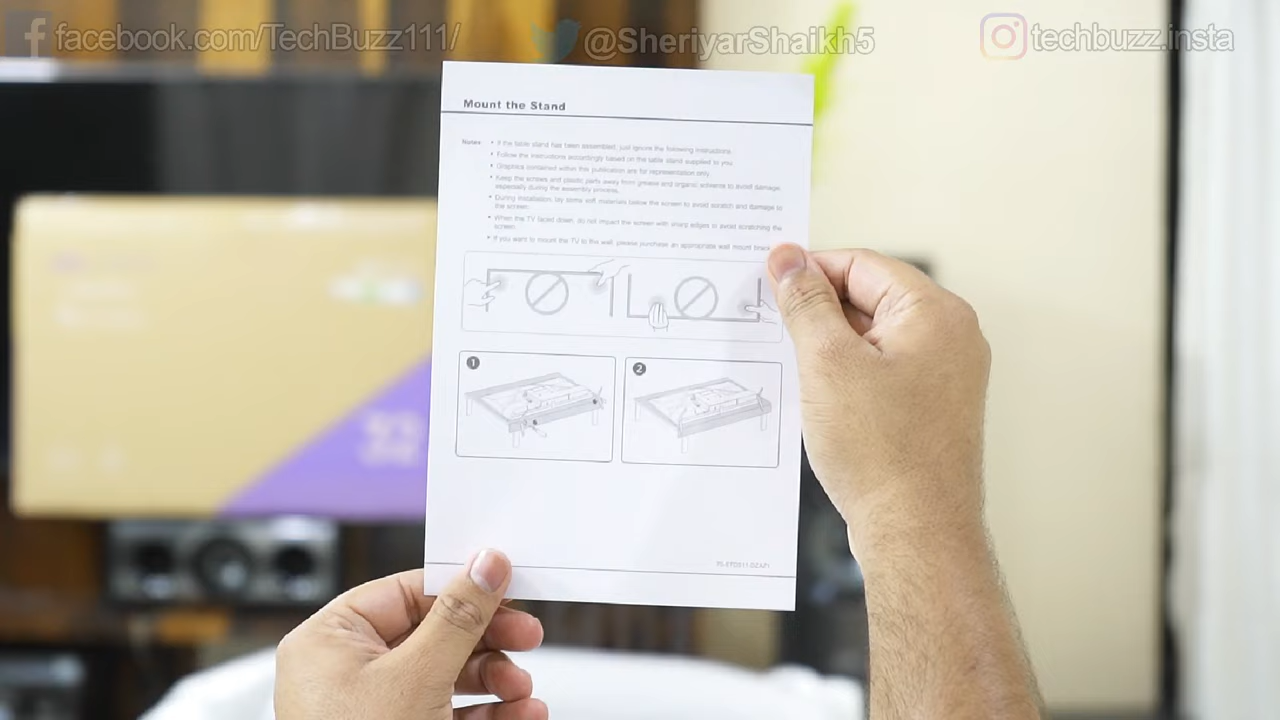 facebook.com/TechBuzz111/
@SheriyarShaikh5
techbuzz.insta
Mount the Stand
Notes • If the table stand has been assembled, just ignore the following instructions.
• Follow the instructions accordingly based on the table stand supplied to you.
• Graphics contained within this publication are for representation only.
• Keep the screws and plastic parts away from grease and organic solvents to avoid damage, especially during the assembly process.
• During installation, lay some soft materials below the screen to avoid scratch and damage to
the screen.
• When the TV faced down, do not impact the screen with sharp edges to avoid scratching the
screen.
• If you want to mount the TV to the wall, please purchase an appropriate wall mount
1
2